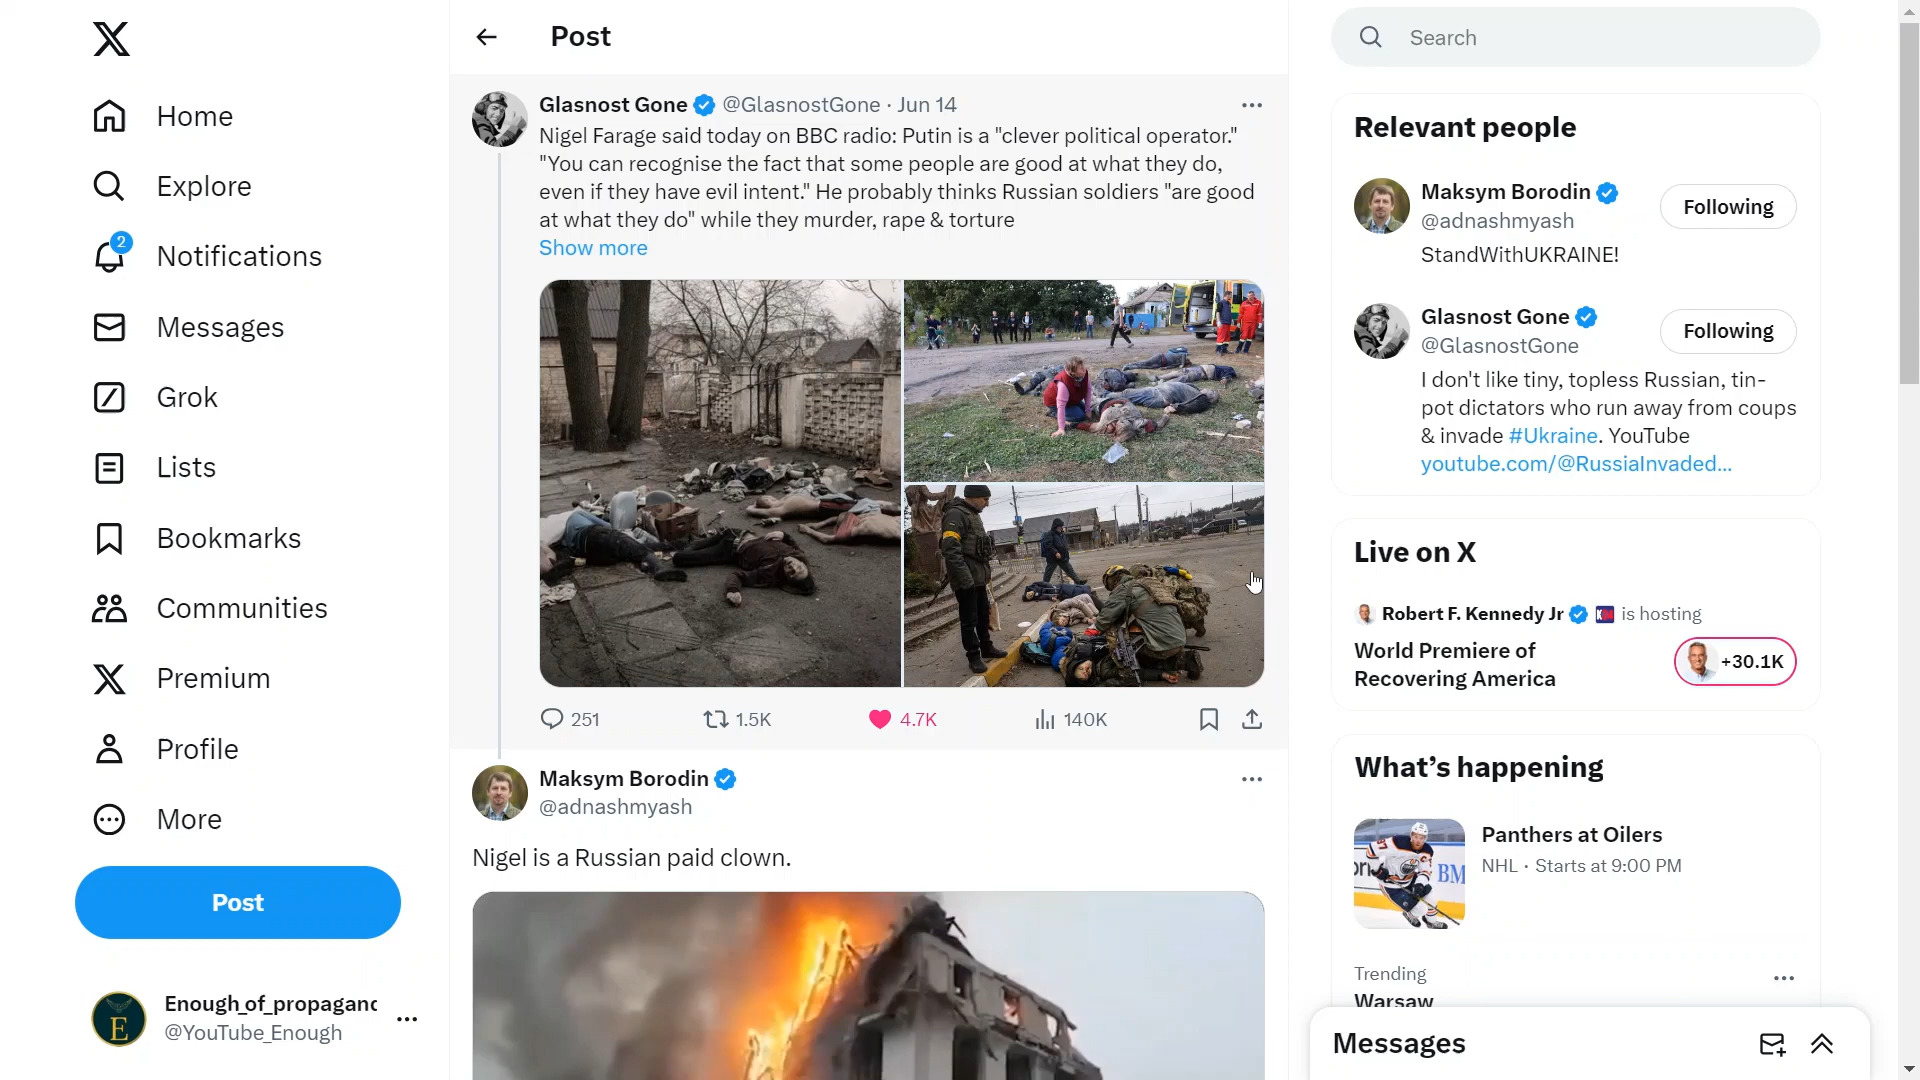 Home
Explore
2
Notifications
Messages
Grok
Lists
Bookmarks
Communities
Premium
Profile
More
Post
Enough_of_propagand
@YouTube_Enough
Post
Glasnost Gone @GlasnostGone · Jun 14
Nigel Farage said today on BBC radio: Putin is a "clever political operator."
"You can recognise the fact that some people are good at what they do,
even if they have evil intent." He probably thinks Russian soldiers "are good
at what they do" while they murder, rape & torture
Show more
251
1.5K
4.7K
140K
Maksym Borodin
@adnashmyash
Nigel is a Russian paid clown.
Search
Relevant people
Maksym Borodin
@adnashmyash
Following
StandWithUKRAINE!
Glasnost Gone
@GlasnostGone
Following
I don't like tiny, topless Russian, tin-
pot dictators who run away from coups
& invade #Ukraine. YouTube
youtube.com/@RussiaInvaded...
Live on X
Robert F. Kennedy Jr is hosting
World Premiere of
Recovering America
+30.1K
What's happening
Panthers at Oilers
NHL · Starts at 9:00 PM
Trending
Warsaw
Messages